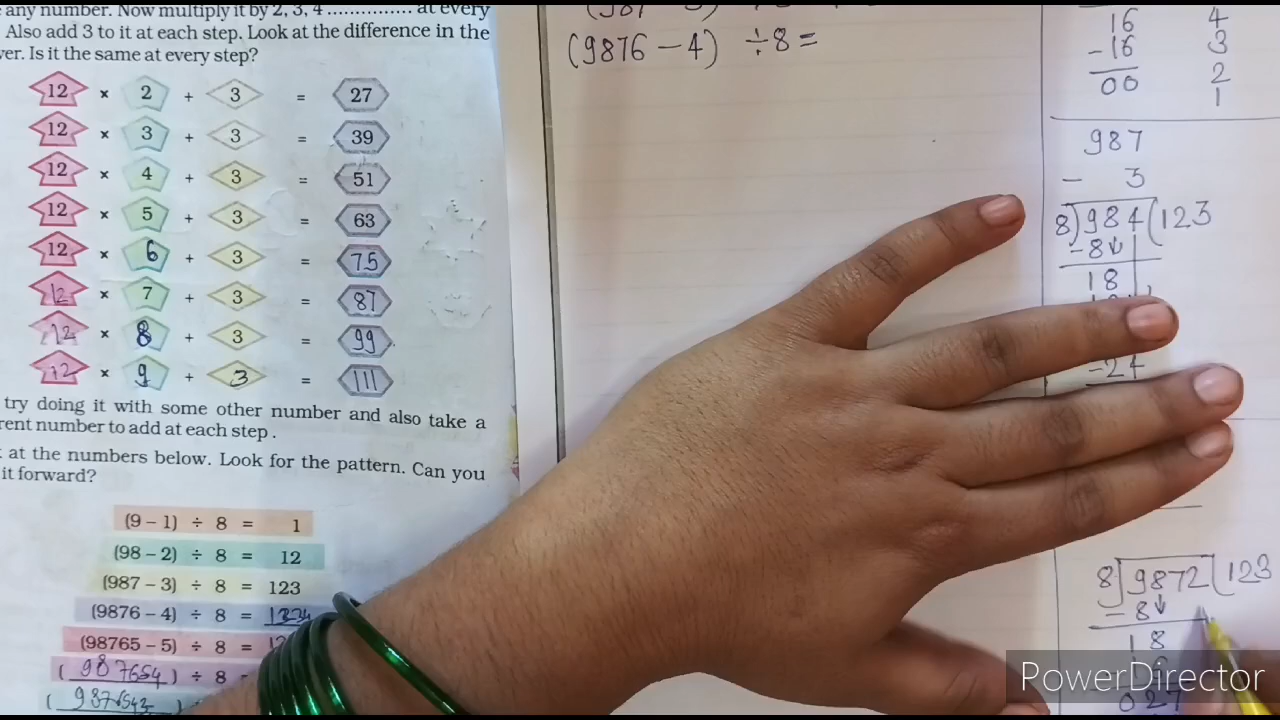 any number. Now multiply it by 2, 3, 4 ............... at every
Also add 3 to it at each step. Look at the difference in the
ver. Is it the same at every step?
12 × 2 + 3 = 27
12 × 3 + 3 = 39
12 × 4 + 3 = 51
12 × 5 + 3 = 63
12 × 6 + 3 = 75
12 × 7 + 3 = 87
12 × 8 + 3 = 99
12 × 9 + 3 = 111
try doing it with some other number and also take a
rent number to add at each step.
at the numbers below. Look for the pattern. Can you
it forward?
(9 – 1) ÷ 8 = 1
(98 – 2) ÷ 8 = 12
(987 – 3) ÷ 8 = 123
(9876 – 4) ÷ 8 = 1234
(98765 – 5) ÷ 8 =
( 987654 ) ÷ 8
(
(9876 – 4) ÷ 8 =
16 4
-16 3
00 2
1
987
- 3
8)984(123
-8↓
18
-24
8)9872(123
-8↓
18
027
PowerDirector